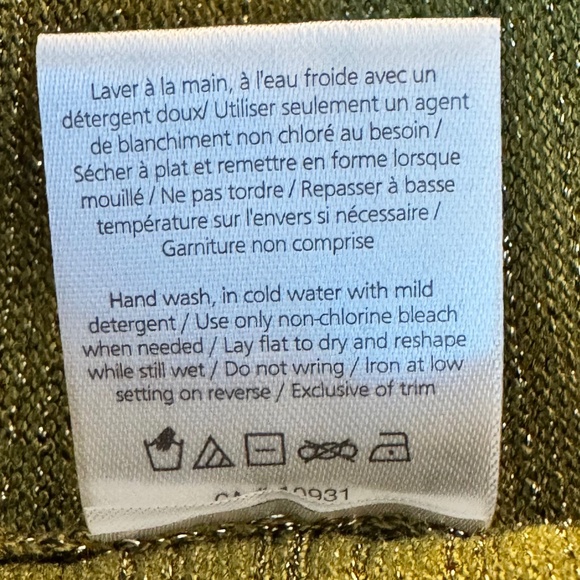 Laver à la main, à l'eau froide avec un
détergent doux/ Utiliser seulement un agent
de blanchiment non chloré au besoin /
Sécher à plat et remettre en forme lorsque
mouillé / Ne pas tordre / Repasser à basse
température sur l'envers si nécessaire /
Garniture non comprise
Hand wash, in cold water with mild
detergent / Use only non-chlorine bleach
when needed / Lay flat to dry and reshape
while still wet / Do not wring / Iron at low
setting on reverse / Exclusive of trim